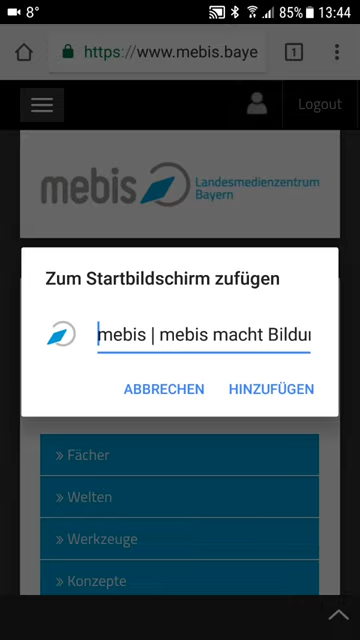 8°
85% 13:44
https://www.mebis.baye
1
Logout
mebis Landesmedienzentrum
Bayern
Zum Startbildschirm zufügen
mebis | mebis macht Bildu
ABBRECHEN HINZUFÜGEN
» Fächer
» Welten
» Werkzeuge
» Konzepte